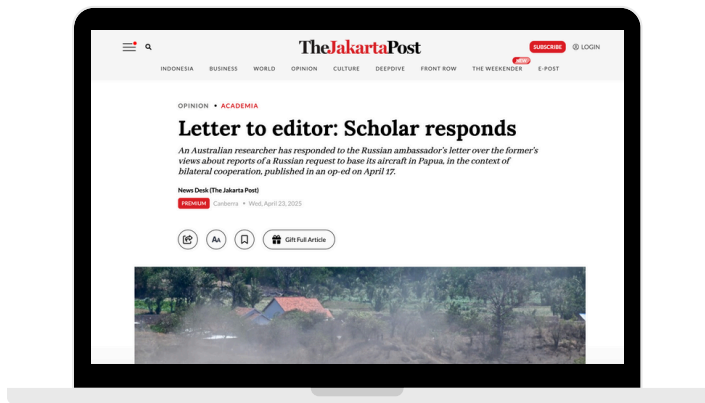 TheJakartaPost
SUBSCRIBE LOGIN
NEW
INDONESIA BUSINESS WORLD OPINION CULTURE DEEPDIVE FRONT ROW THE WEEKENDER E-POST
OPINION • ACADEMIA
Letter to editor: Scholar responds
An Australian researcher has responded to the Russian ambassador's letter over the former's
views about reports of a Russian request to base its aircraft in Papua, in the context of
bilateral cooperation, published in an op-ed on April 17.
News Desk (The Jakarta Post)
PREMIUM Canberra • Wed, April 23, 2025
AA Gift Full Article